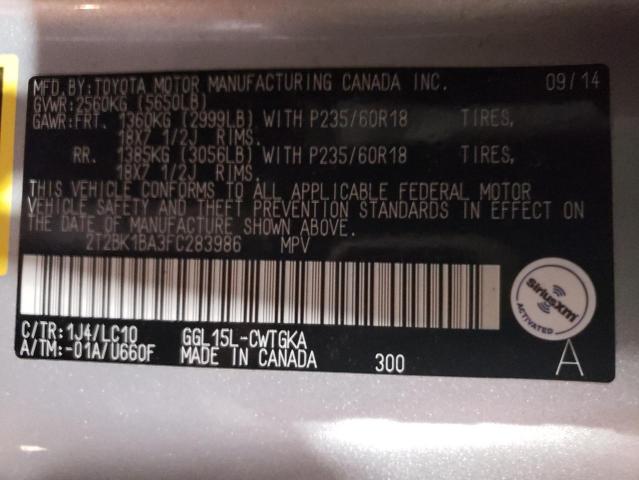 MFD.BY:TOYOTA MOTOR MANUFACTURING CANADA INC. 09/14
GVWR:2560KG (5650LB)
GAWR:FRT. 1360KG (2999LB) WITH P235/60R18 TIRES,
18X7 1/2J RIMS.
RR. 1385KG (3056LB) WITH P235/60R18 TIRES,
18X7 1/2J RIMS.
THIS VEHICLE CONFORMS TO ALL APPLICABLE FEDERAL MOTOR
VEHICLE SAFETY AND THEFT PREVENTION STANDARDS IN EFFECT ON
THE DATE OF MANUFACTURE SHOWN ABOVE.
2T2BK1BA3FC283986 MPV
SiriusXM
ACTIVATED
C/TR:1J4/LC10 GGL15L-CWTGKA
A/TM:-01A/U660F MADE IN CANADA 300 A